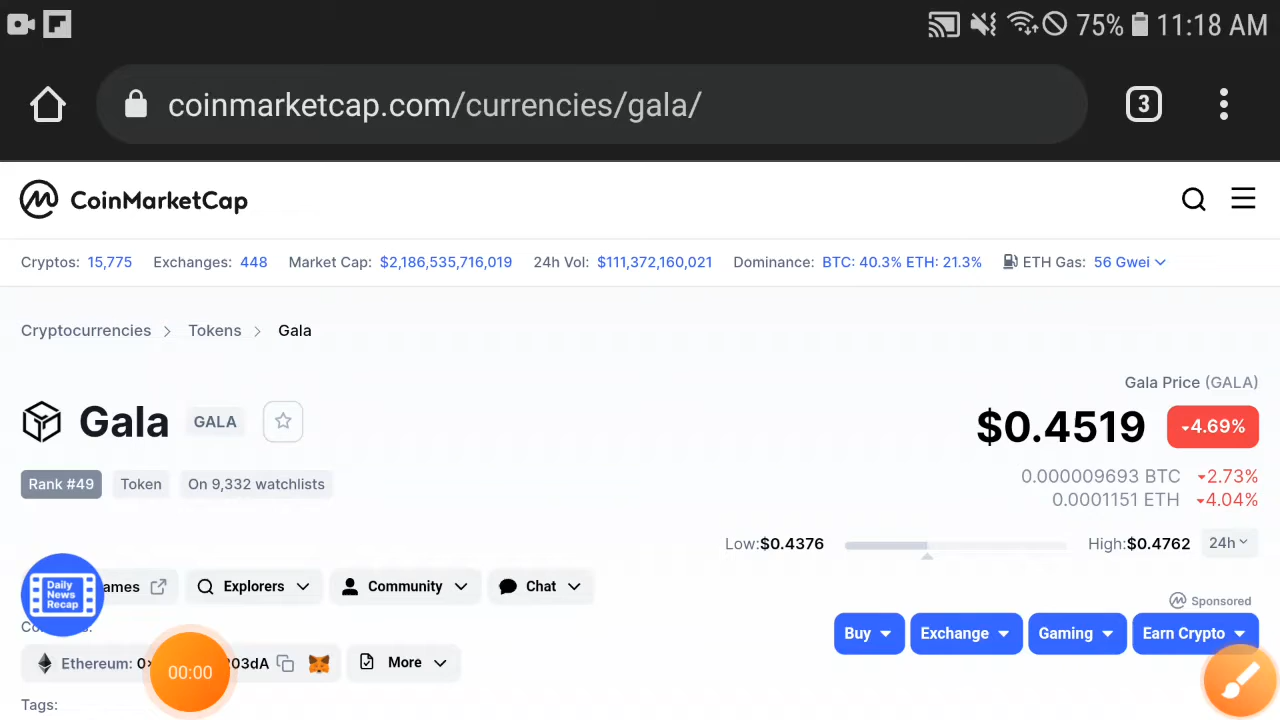 75% 11:18 AM
coinmarketcap.com/currencies/gala/
3
CoinMarketCap
Cryptos: 15,775 Exchanges: 448 Market Cap: $2,186,535,716,019 24h Vol: $111,372,160,021 Dominance: BTC: 40.3% ETH: 21.3% ETH Gas: 56 Gwei
Cryptocurrencies > Tokens > Gala
Gala Price (GALA)
Gala GALA
$0.4519 4.69%
Rank #49 Token On 9,332 watchlists
0.000009693 BTC 2.73%
0.0001151 ETH 4.04%
Low:$0.4376 High:$0.4762 24h
Daily
News
Recap
ames Explorers Community Chat
Sponsored
Buy Exchange Gaming Earn Crypto
Ethereum: 03dA More
00:00
Tags: